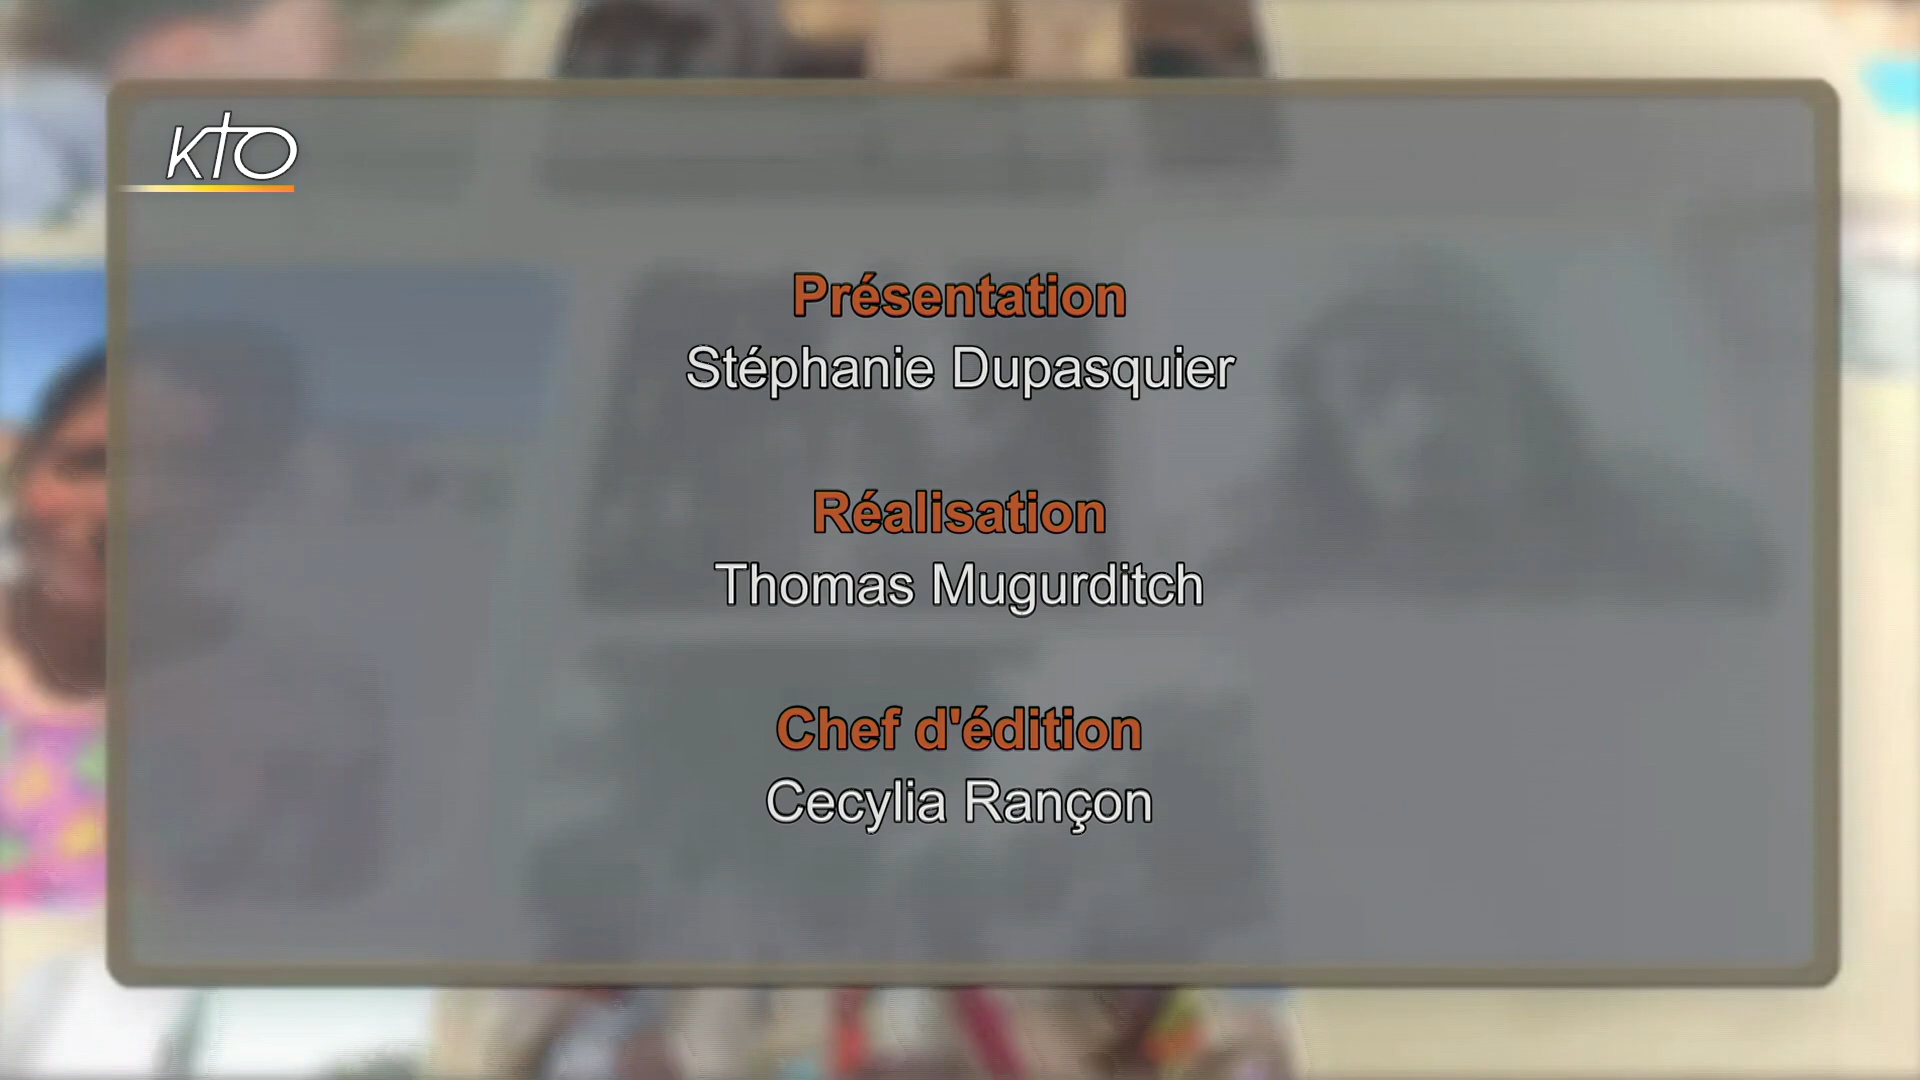 KTO
Présentation
Stéphanie Dupasquier
Réalisation
Thomas Mugurditch
Chef d'édition
Cecylia Rançon